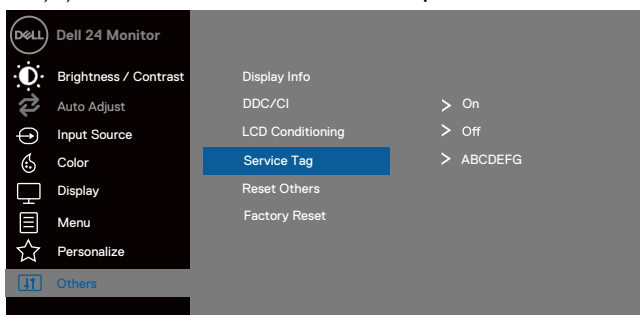 DELL Dell 24 Monitor
Brightness / Contrast Display Info
Auto Adjust DDC/CI > On
Input Source LCD Conditioning > Off
Color Service Tag > ABCDEFG
Display Reset Others
Menu Factory Reset
Personalize
Others